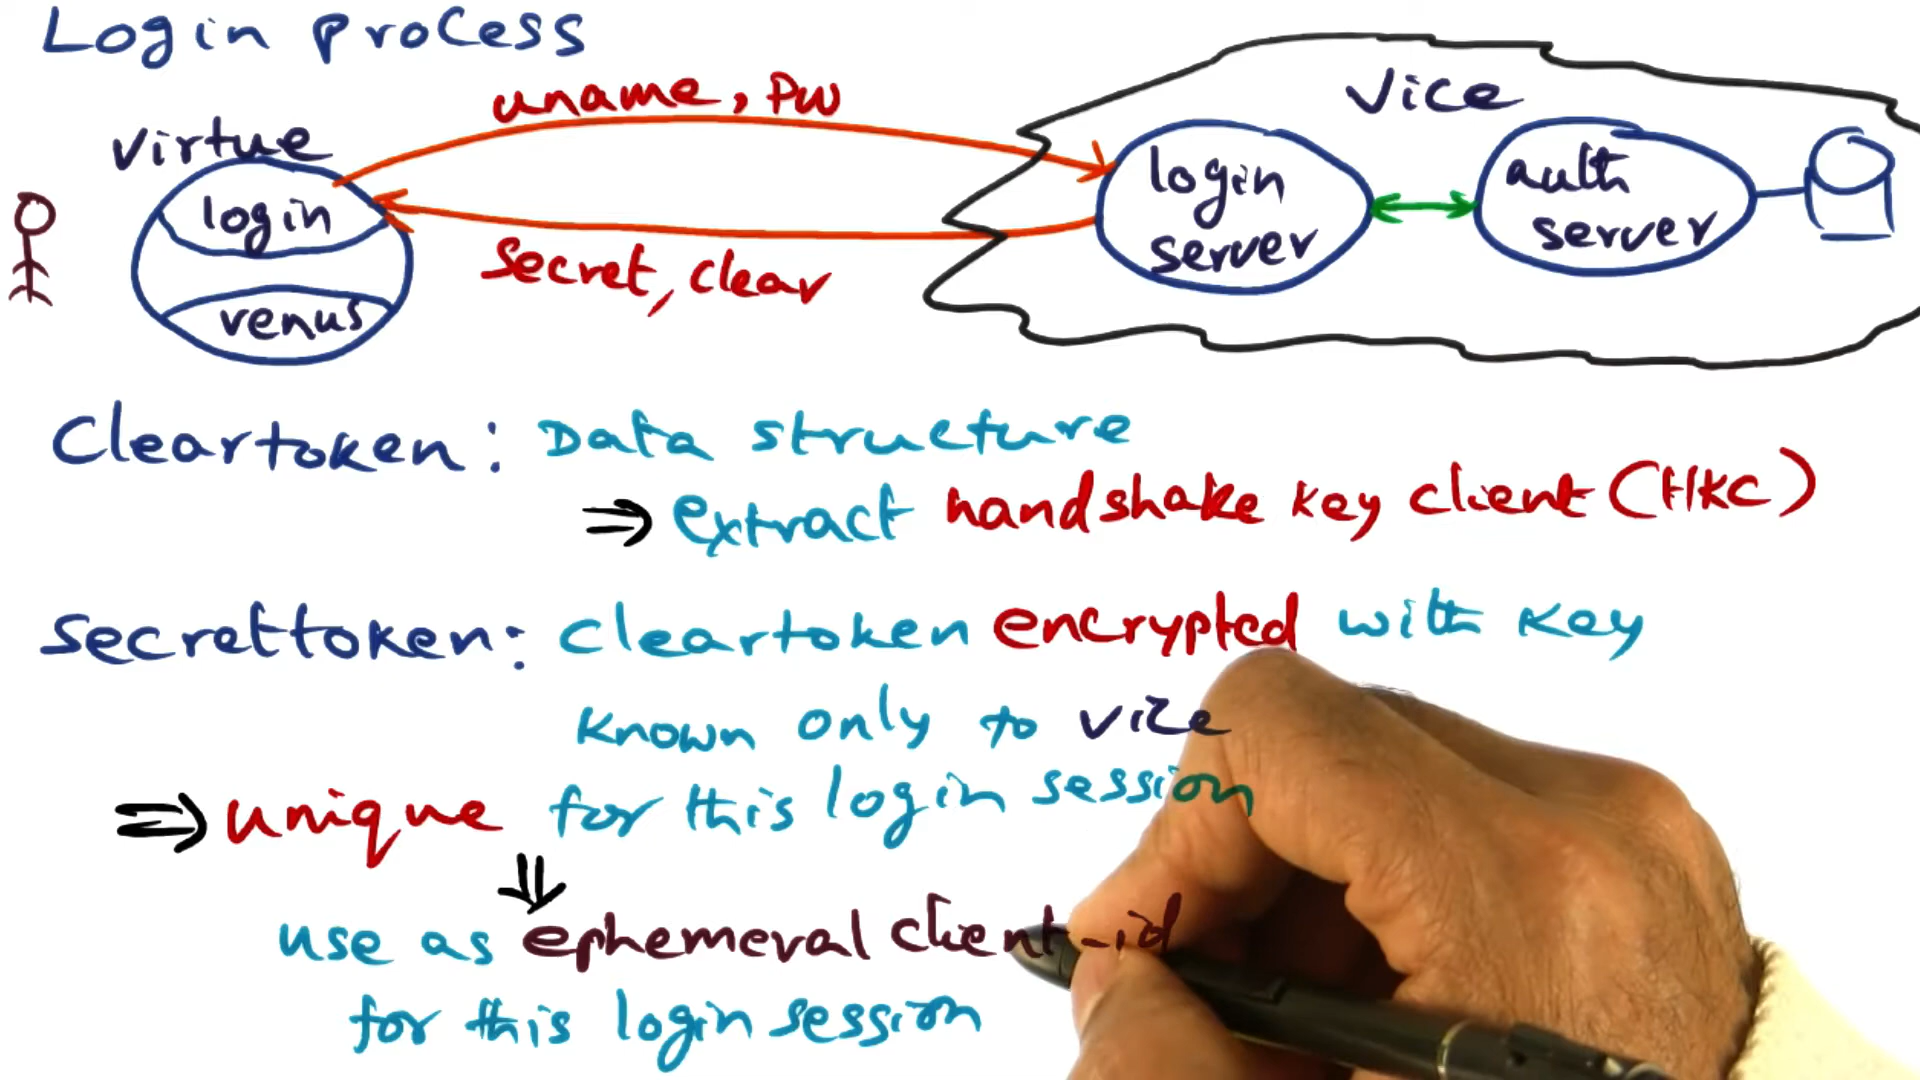 Login process
uname, pw
Vice
virtue
login
login
server
auth
server
secret, clear
venus
Cleartoken: Data structure
⇒ extract handshake key client (HKC)
secrettoken: cleartoken encrypted with key
known only to vice
⇒ unique for this login session
⇓
use as ephemeral client-id
for this login session